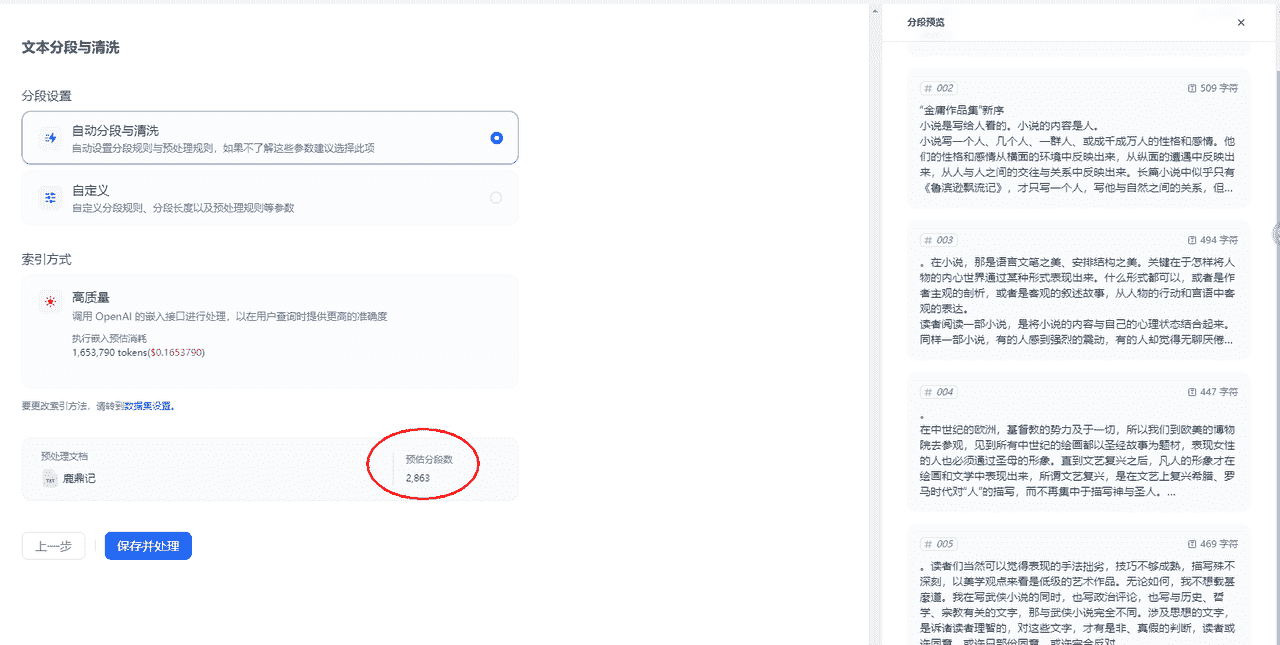 文本分段与清洗
分段设置
自动分段与清洗
自动设置分段规则与预处理规则，如果不了解这些参数建议选择此项
自定义
自定义分段规则、分段长度以及预处理规则等参数
索引方式
高质量
调用 OpenAI 的嵌入接口进行处理，以在用户查询时提供更高的准确度
执行嵌入预估消耗
1,653,790 tokens($0.1653790)
要更改索引方法，请转到数据集设置。
预处理文档
TXT 鹿鼎记
预估分段数
2,863
上一步
保存并处理
分段预览
# 002
509 字符
“金庸作品集”新序
小说是写给人看的。小说的内容是人。
小说写一个人、几个人、一群人、或成千成万人的性格和感情。他
们的性格和感情从横面的环境中反映出来，从纵面的遭遇中反映出
来，从人与人之间的交往与关系中反映出来。长篇小说中似乎只有
《鲁滨逊飘流记》，才只写一个人，写他与自然之间的关系，但...
# 003
494 字符
。在小说，那是语言文笔之美、安排结构之美。关键在于怎样将人
物的内心世界通过某种形式表现出来。什么形式都可以，或者是作
者主观的剖析，或者是客观的叙述故事，从人物的行动和言语中客
观的表达。
读者阅读一部小说，是将小说的内容与自己的心理状态结合起来。
同样一部小说，有的人感到强烈的震动，有的人却觉得无聊厌倦...
# 004
447 字符
。
在中世纪的欧洲，基督教的势力及于一切，所以我们到欧美的博物
院去参观，见到所有中世纪的绘画都以圣经故事为题材，表现女性
的人也必须通过圣母的形象。直到文艺复兴之后，凡人的形象才在
绘画和文学中表现出来，所谓文艺复兴，是在文艺上复兴希腊、罗
马时代对“人”的描写，而不再集中于描写神与圣人。...
# 005
469 字符
。读者们当然可以觉得表现的手法拙劣，技巧不够成熟，描写殊不
深刻，以美学观点来看是低级的艺术作品。无论如何，我不想载甚
麽道。我在写武侠小说的同时，也写政治评论，也写与历史、哲
学、宗教有关的文字，那与武侠小说完全不同。涉及思想的文字，
是诉诸读者理智的，对这些文字，才有是非、真假的判断，读者或
许同意，或许只部份同意，或许完全反对。